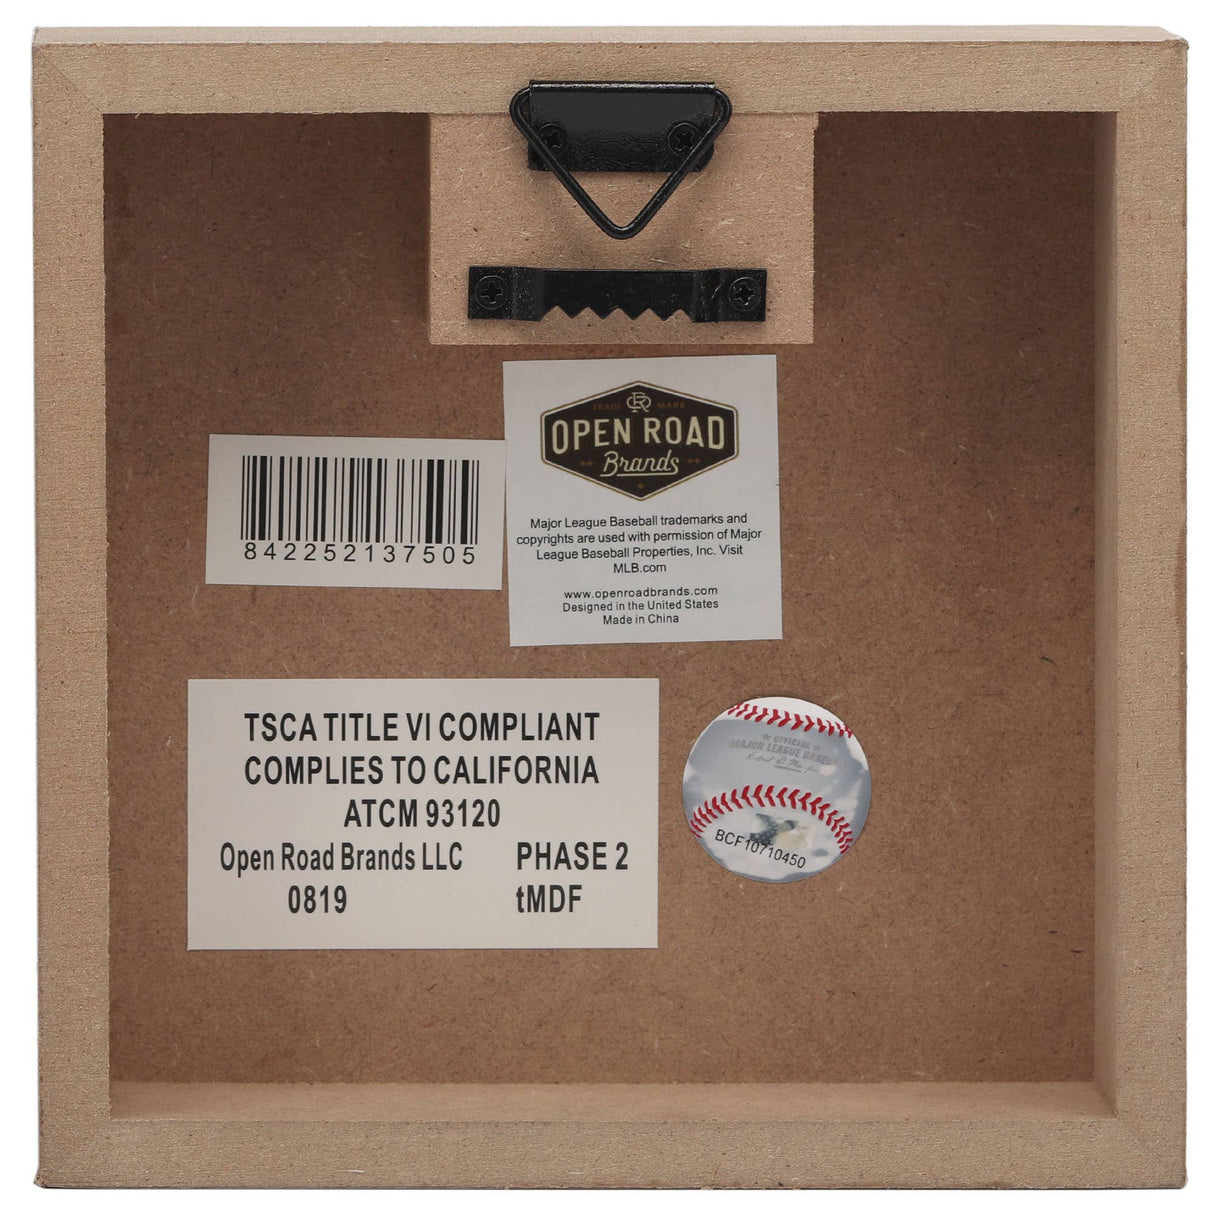 TRADE MARK
OPEN ROAD
Brands
Major League Baseball trademarks and
copyrights are used with permission of Major
League Baseball Properties, Inc. Visit
MLB.com
www.openroadbrands.com
Designed in the United States
Made in China
842252137505
TSCA TITLE VI COMPLIANT
COMPLIES TO CALIFORNIA
ATCM 93120
Open Road Brands LLC PHASE 2
0819 tMDF
OFFICIAL
MAJOR LEAGUE
BCF10710450